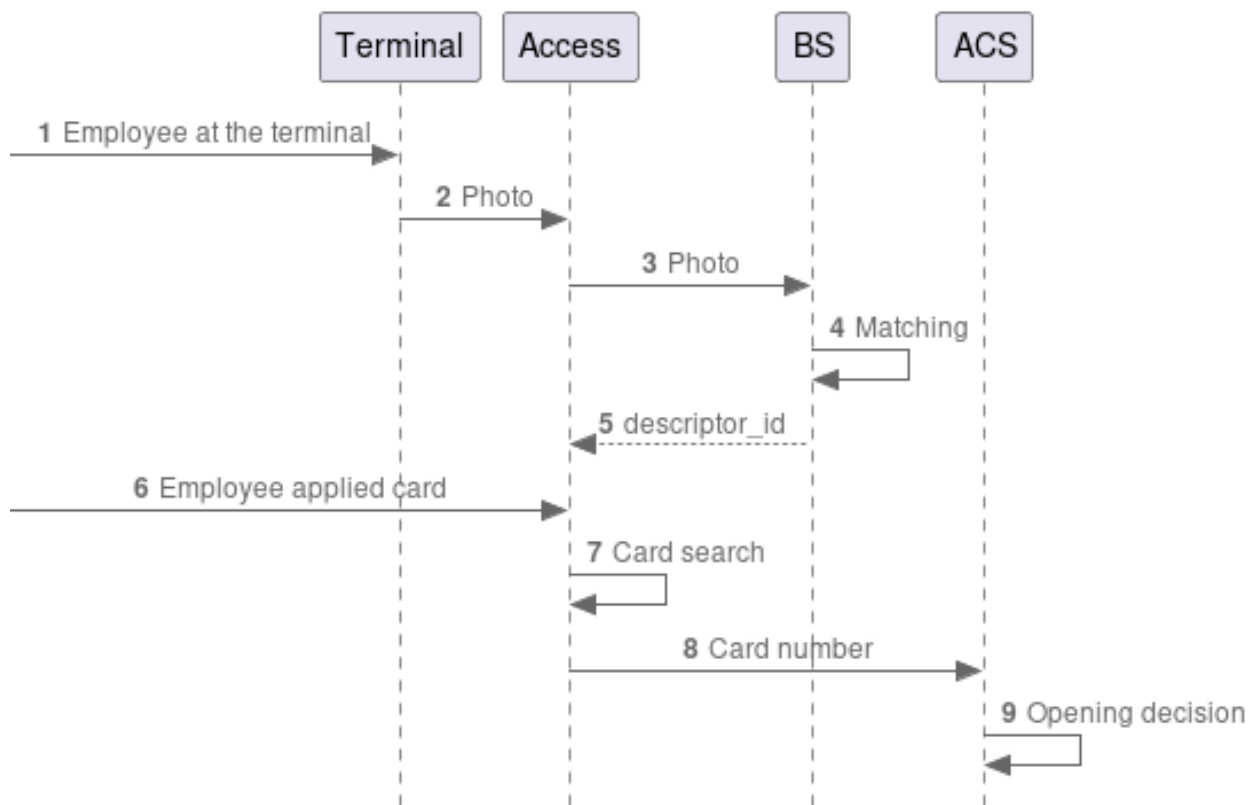 Terminal Access BS ACS
1 Employee at the terminal
2 Photo
3 Photo
4 Matching
5 descriptor_id
6 Employee applied card
7 Card search
8 Card number
9 Opening decision